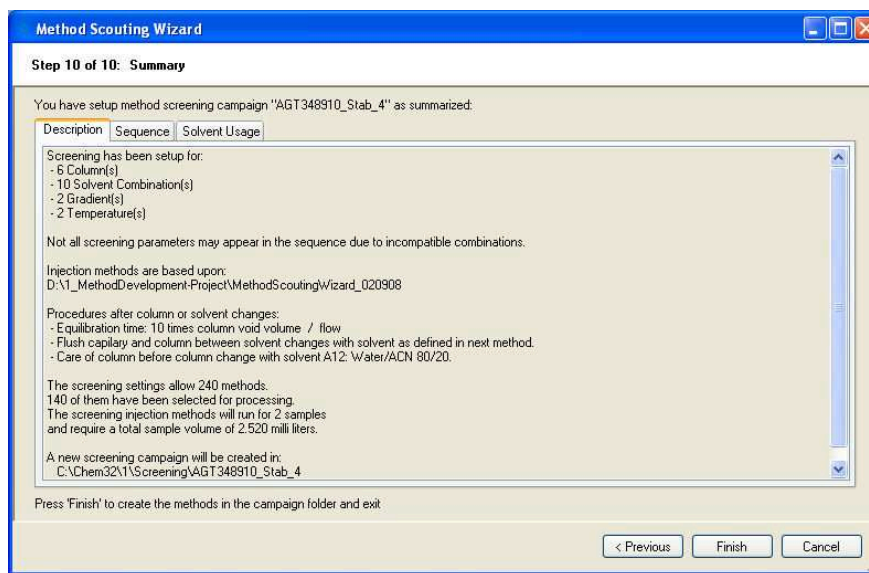 Method Scouting Wizard
Step 10 of 10: Summary
You have setup method screening campaign "AGT348910_Stab_4" as summarized:
Description Sequence Solvent Usage
Screening has been setup for:
- 6 Column(s)
- 10 Solvent Combination(s)
- 2 Gradient(s)
- 2 Temperature(s)
Not all screening parameters may appear in the sequence due to incompatible combinations.
Injection methods are based upon:
D:\1_MethodDevelopment-Project\MethodScoutingWizard_020908
Procedures after column or solvent changes:
- Equilibration time: 10 times column void volume / flow
- Flush capilary and column between solvent changes with solvent as defined in next method.
- Care of column before column change with solvent A12: Water/ACN 80/20.
The screening settings allow 240 methods.
140 of them have been selected for processing.
The screening injection methods will run for 2 samples
and require a total sample volume of 2.520 milli liters.
A new screening campaign will be created in:
C:\Chem32\1\Screening\AGT348910_Stab_4
Press 'Finish' to create the methods in the campaign folder and exit
< Previous Finish Cancel